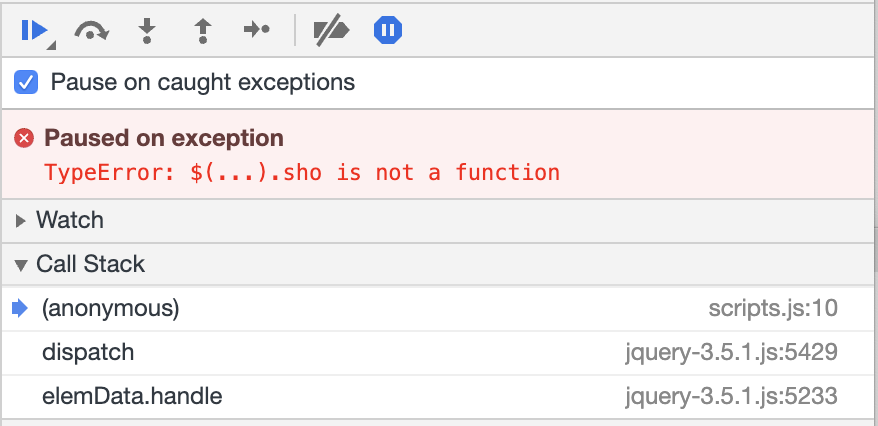 Pause on caught exceptions
Paused on exception
TypeError: $(...).sho is not a function
Watch
Call Stack
(anonymous) scripts.js:10
dispatch jquery-3.5.1.js:5429
elemData.handle jquery-3.5.1.js:5233